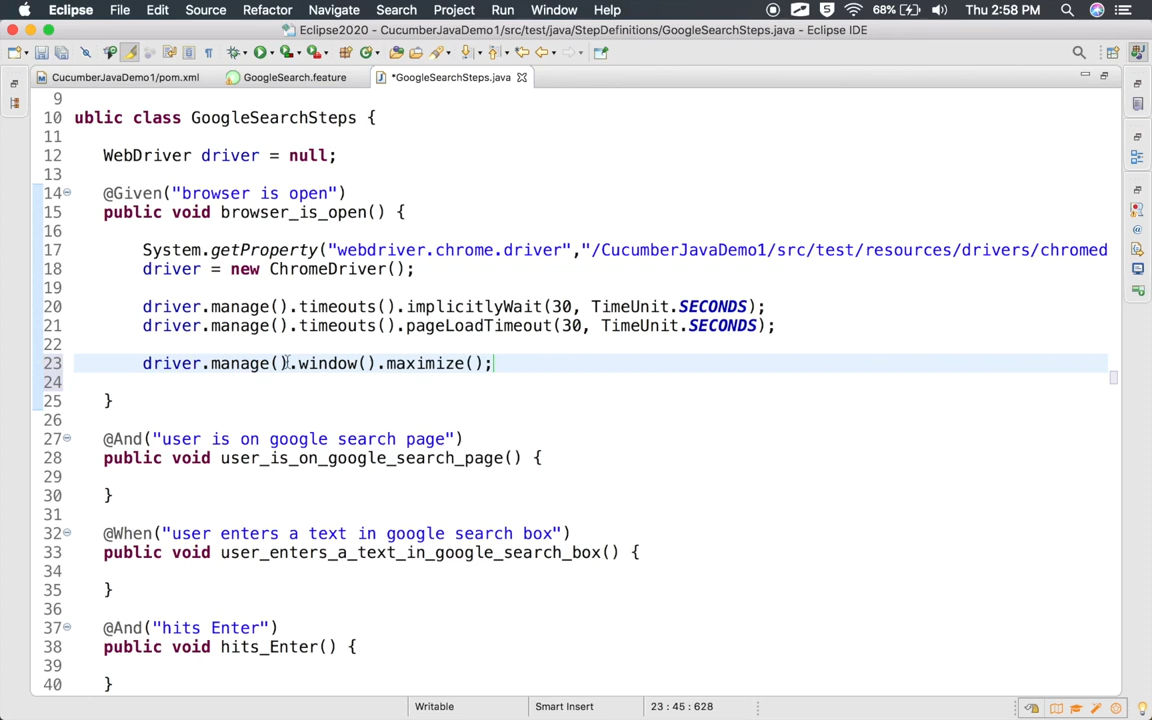 Eclipse File Edit Source Refactor Navigate Search Project Run Window Help 68% Thu 2:58 PM
Eclipse2020 - CucumberJavaDemo1/src/test/java/StepDefinitions/GoogleSearchSteps.java - Eclipse IDE
CucumberJavaDemo1/pom.xml GoogleSearch.feature *GoogleSearchSteps.java
9
10 ublic class GoogleSearchSteps {
11
12 WebDriver driver = null;
13
14 @Given("browser is open")
15 public void browser_is_open() {
16
17 System.getProperty("webdriver.chrome.driver","/CucumberJavaDemo1/src/test/resources/drivers/chromed
18 driver = new ChromeDriver();
19
20 driver.manage().timeouts().implicitlyWait(30, TimeUnit.SECONDS);
21 driver.manage().timeouts().pageLoadTimeout(30, TimeUnit.SECONDS);
22
23 driver.manage().window().maximize();
24
25 }
26
27 @And("user is on google search page")
28 public void user_is_on_google_search_page() {
29
30 }
31
32 @When("user enters a text in google search box")
33 public void user_enters_a_text_in_google_search_box() {
34
35 }
36
37 @And("hits Enter")
38 public void hits_Enter() {
39
40 }
Writable Smart Insert 23 : 45 : 628